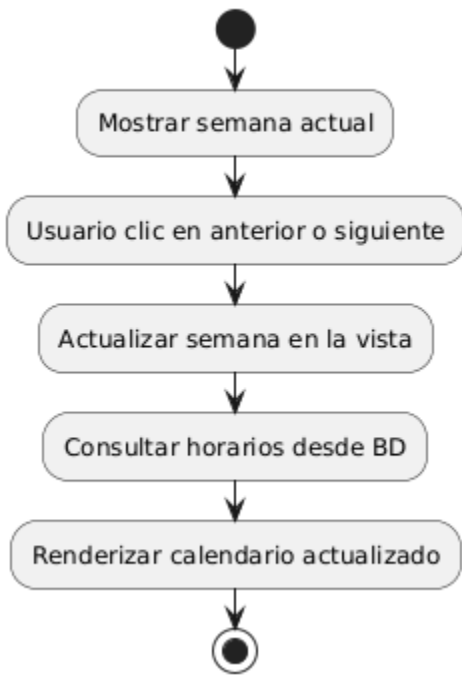 Mostrar semana actual
Usuario clic en anterior o siguiente
Actualizar semana en la vista
Consultar horarios desde BD
Renderizar calendario actualizado